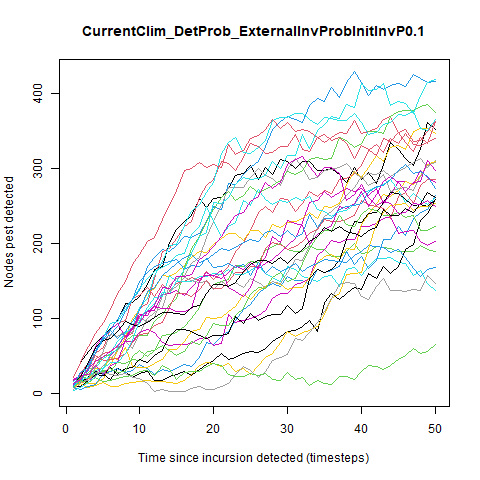 CurrentClim_DetProb_ExternalInvProbInitInvP0.1
Nodes pest detected
400
300
200
100
0
0 10 20 30 40 50
Time since incursion detected (timesteps)